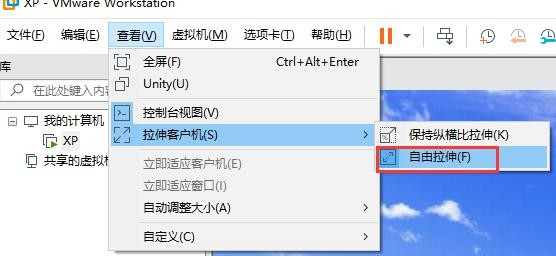 XP - VMware Workstation
文件(F) 编辑(E) 查看(V) 虚拟机(M) 选项卡(T) 帮助(H)
库
在此处键入内容
我的计算机
XP
共享的虚拟机
全屏(F) Ctrl+Alt+Enter
Unity(U)
控制台视图(V)
拉伸客户机(S)
立即适应客户机(E)
立即适应窗口(I)
自动调整大小(A)
自定义(C)
保持纵横比拉伸(K)
自由拉伸(F)